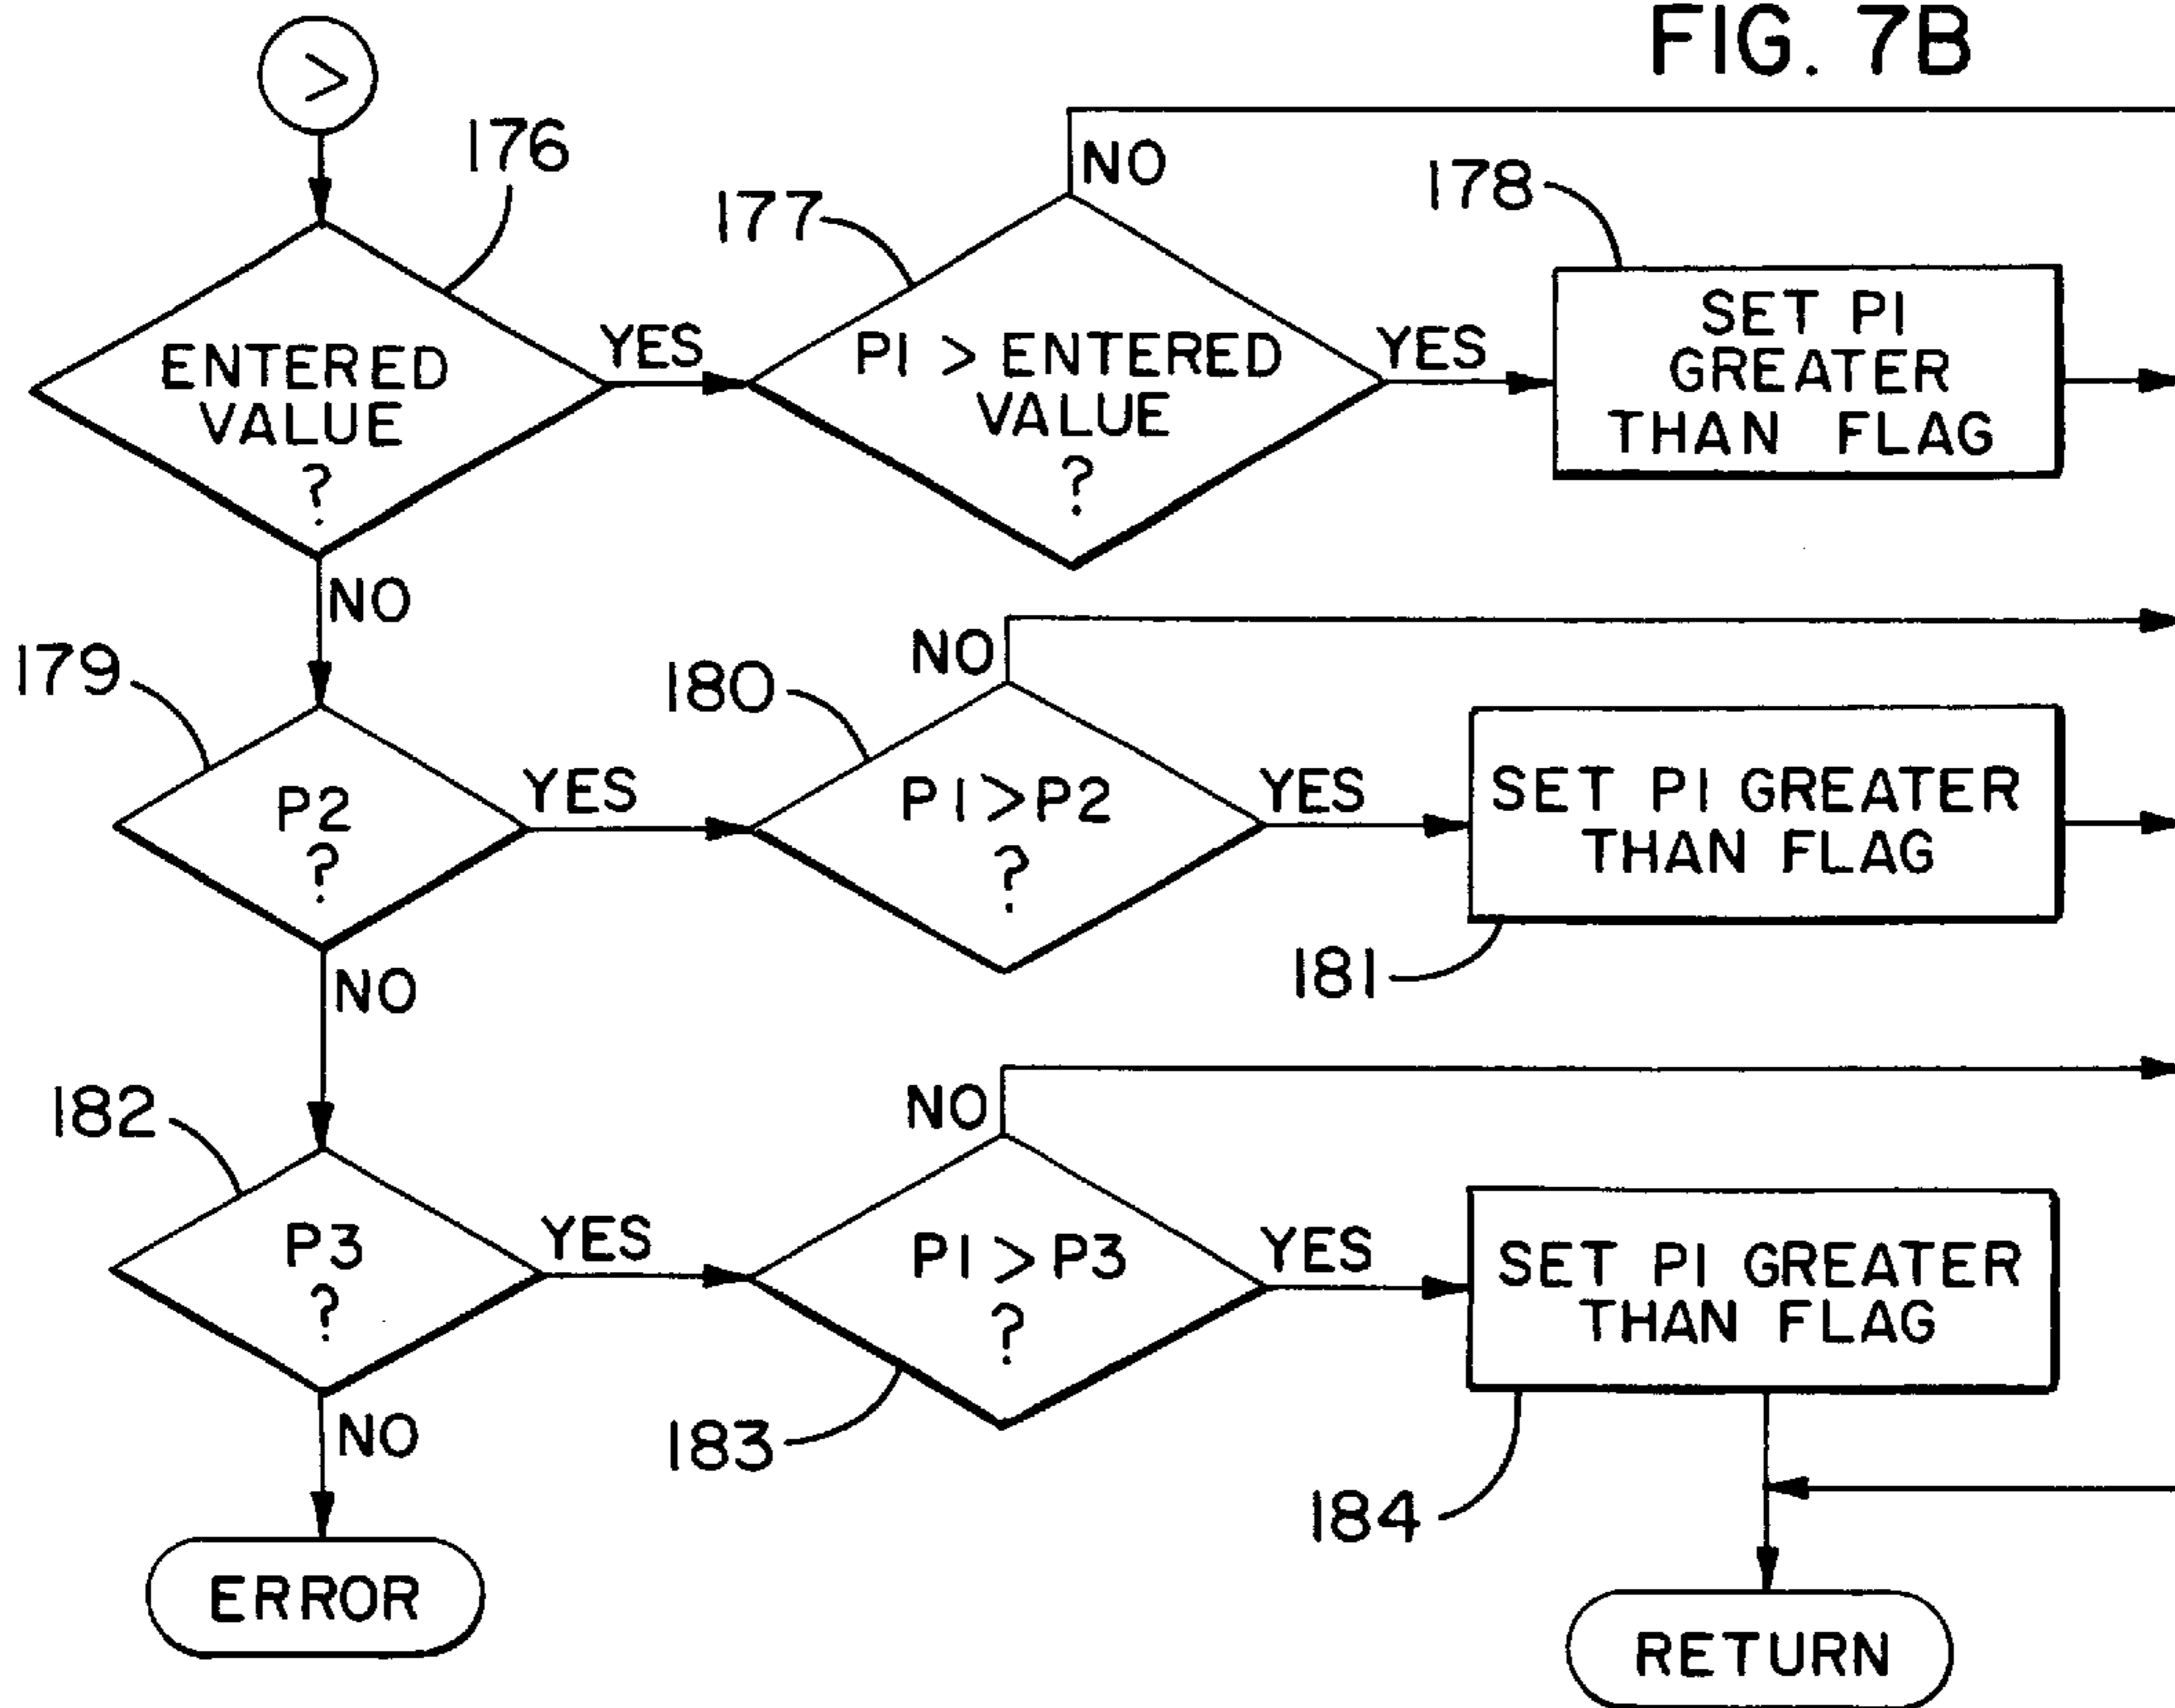 FIG. 7B
>
176
NO
177
178
ENTERED
VALUE
?
YES
P1 > ENTERED
VALUE
?
YES
SET P1
GREATER
THAN FLAG
NO
179
NO
180
P2
?
YES
P1 > P2
?
YES
SET P1 GREATER
THAN FLAG
181
NO
182
NO
P3
?
YES
P1 > P3
?
YES
SET P1 GREATER
THAN FLAG
183
184
NO
ERROR
RETURN